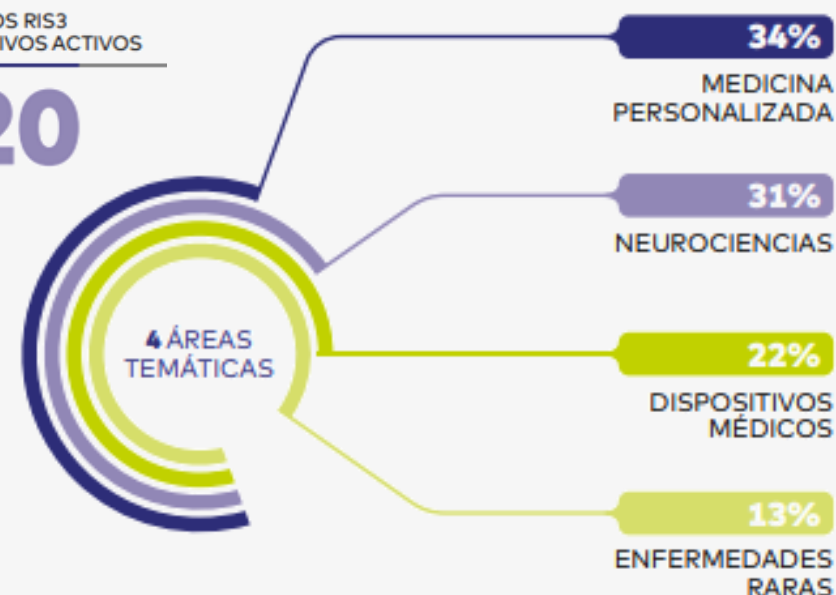 OS RIS3
IVOS ACTIVOS
20
34%
MEDICINA
PERSONALIZADA
31%
NEUROCIENCIAS
4 ÁREAS
TEMÁTICAS
22%
DISPOSITIVOS
MÉDICOS
13%
ENFERMEDADES
RARAS